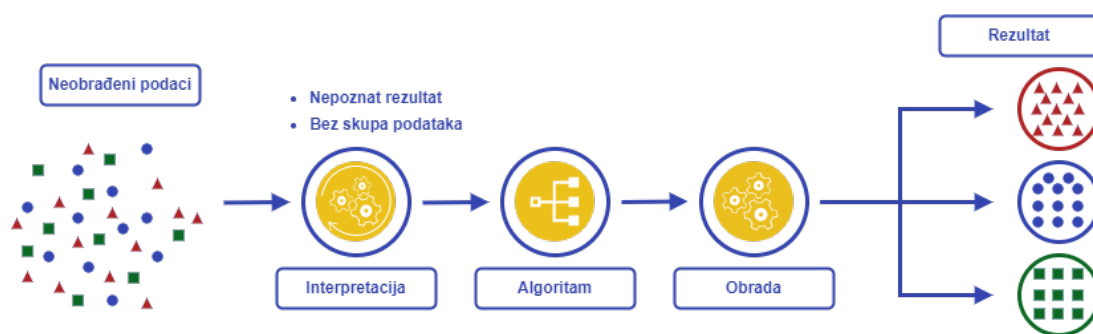 Neobrađeni podaci
Nepoznat rezultat
Bez skupa podataka
Interpretacija
Algoritam
Obrada
Rezultat